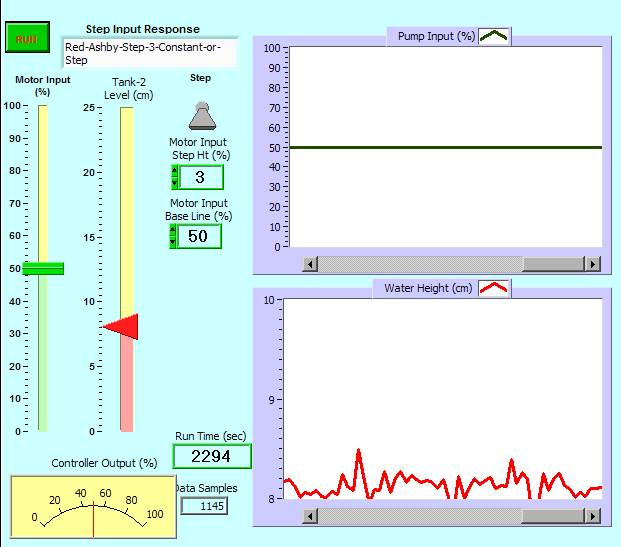 RUN
Step Input Response
Red-Ashby-Step-3-Constant-or-
Step
Motor Input
(%)
100
90
80
70
60
50
40
30
20
10
0
Tank-2
Level (cm)
25
20
15
10
5
0
Step
Motor Input
Step Ht (%)
3
Motor Input
Base Line (%)
50
Run Time (sec)
2294
Data Samples
1145
Controller Output (%)
0
20
40
60
80
100
Pump Input (%)
100
90
80
70
60
50
40
30
20
10
0
Water Height (cm)
10
9
8